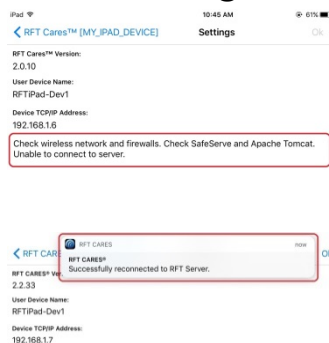 iPad
10:45 AM
61%
RFT Cares™ [MY_IPAD_DEVICE]
Settings
Ok
RFT Cares™ Version:
2.0.10
User Device Name:
RFTiPad-Dev1
Device TCP/IP Address:
192.168.1.6
Check wireless network and firewalls. Check SafeServe and Apache Tomcat.
Unable to connect to server.
RFT CARES
now
RFT CARES®
Successfully reconnected to RFT Server.
RFT CAR
RFT CARES® Ve
2.2.33
User Device Name:
RFTiPad-Dev1
Device TCP/IP Address:
192.168.1.7